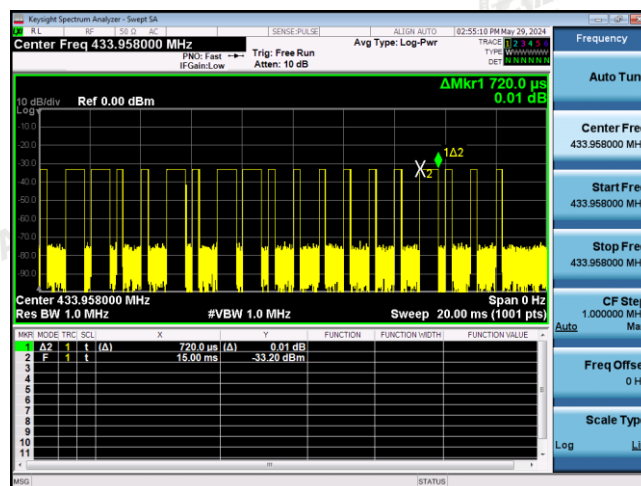 Keysight Spectrum Analyzer - Swept SA
LXI RL RF 50 Ω AC SENSE:PULSE ALIGN AUTO 02:55:10 PM May 29, 2024
Center Freq 433.958000 MHz Avg Type: Log-Pwr TRACE 1 2 3 4 5 6
PNO: Fast Trig: Free Run TYPE WWWWWW
IFGain:Low Atten: 10 dB DET N N N N N N
Frequency
ΔMkr1 720.0 µs
0.01 dB
10 dB/div Ref 0.00 dBm
Log
-10.0
-20.0
-30.0
-40.0
-50.0
-60.0
-70.0
-80.0
-90.0
1Δ2
X2
Center 433.958000 MHz Span 0 Hz
Res BW 1.0 MHz #VBW 1.0 MHz Sweep 20.00 ms (1001 pts)
MKR MODE TRC SCL X Y FUNCTION FUNCTION WIDTH FUNCTION VALUE
1 Δ2 1 t (Δ) 720.0 µs (Δ) 0.01 dB
2 F 1 t 15.00 ms -33.20 dBm
3
4
5
6
7
8
9
10
11
MSG STATUS
Auto Tun
Center Fre
433.958000 MH
Start Fre
433.958000 MH
Stop Fre
433.958000 MH
CF Step
1.000000 MH
Auto Ma
Freq Offse
0 H
Scale Type
Log Li